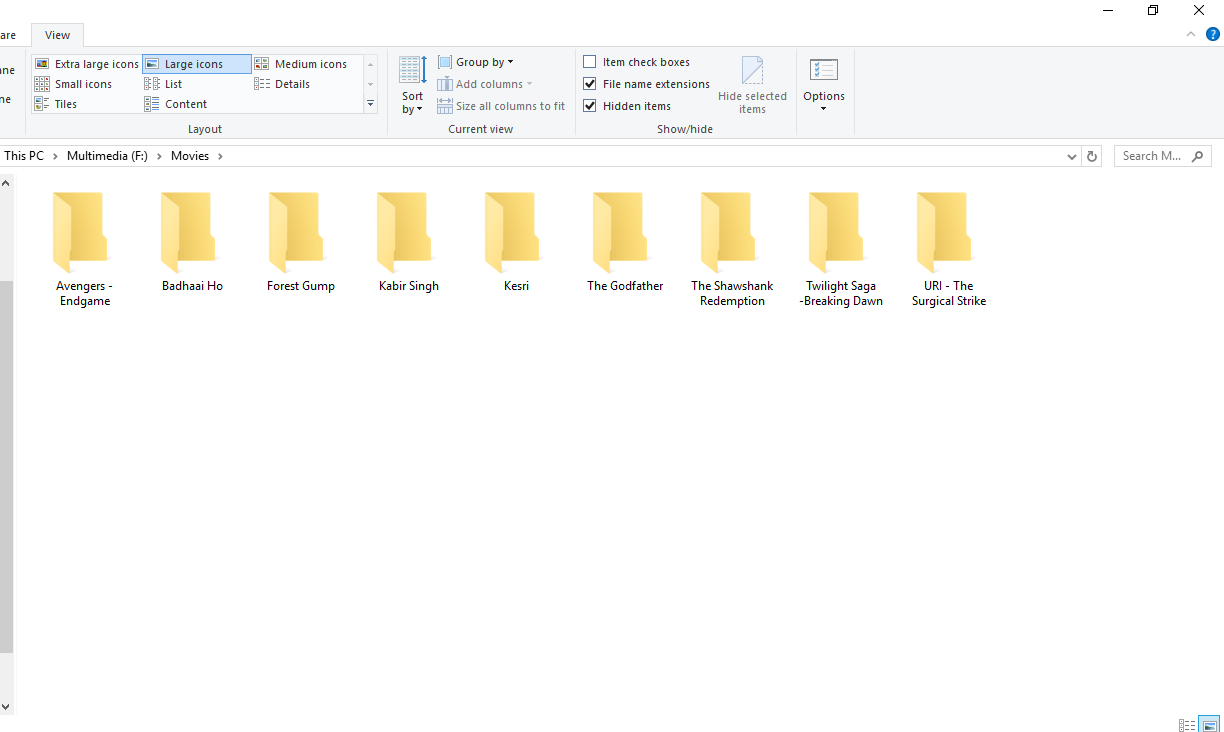 are
View
?
ane
ne
Extra large icons
Large icons
Medium icons
Small icons
List
Details
Tiles
Content
Layout
Sort
by
Group by
Add columns
Size all columns to fit
Current view
Item check boxes
File name extensions
Hidden items
Hide selected
items
Show/hide
Options
This PC > Multimedia (F:) > Movies >
Search M...
Avengers -
Endgame
Badhaai Ho
Forest Gump
Kabir Singh
Kesri
The Godfather
The Shawshank
Redemption
Twilight Saga
-Breaking Dawn
URI - The
Surgical Strike